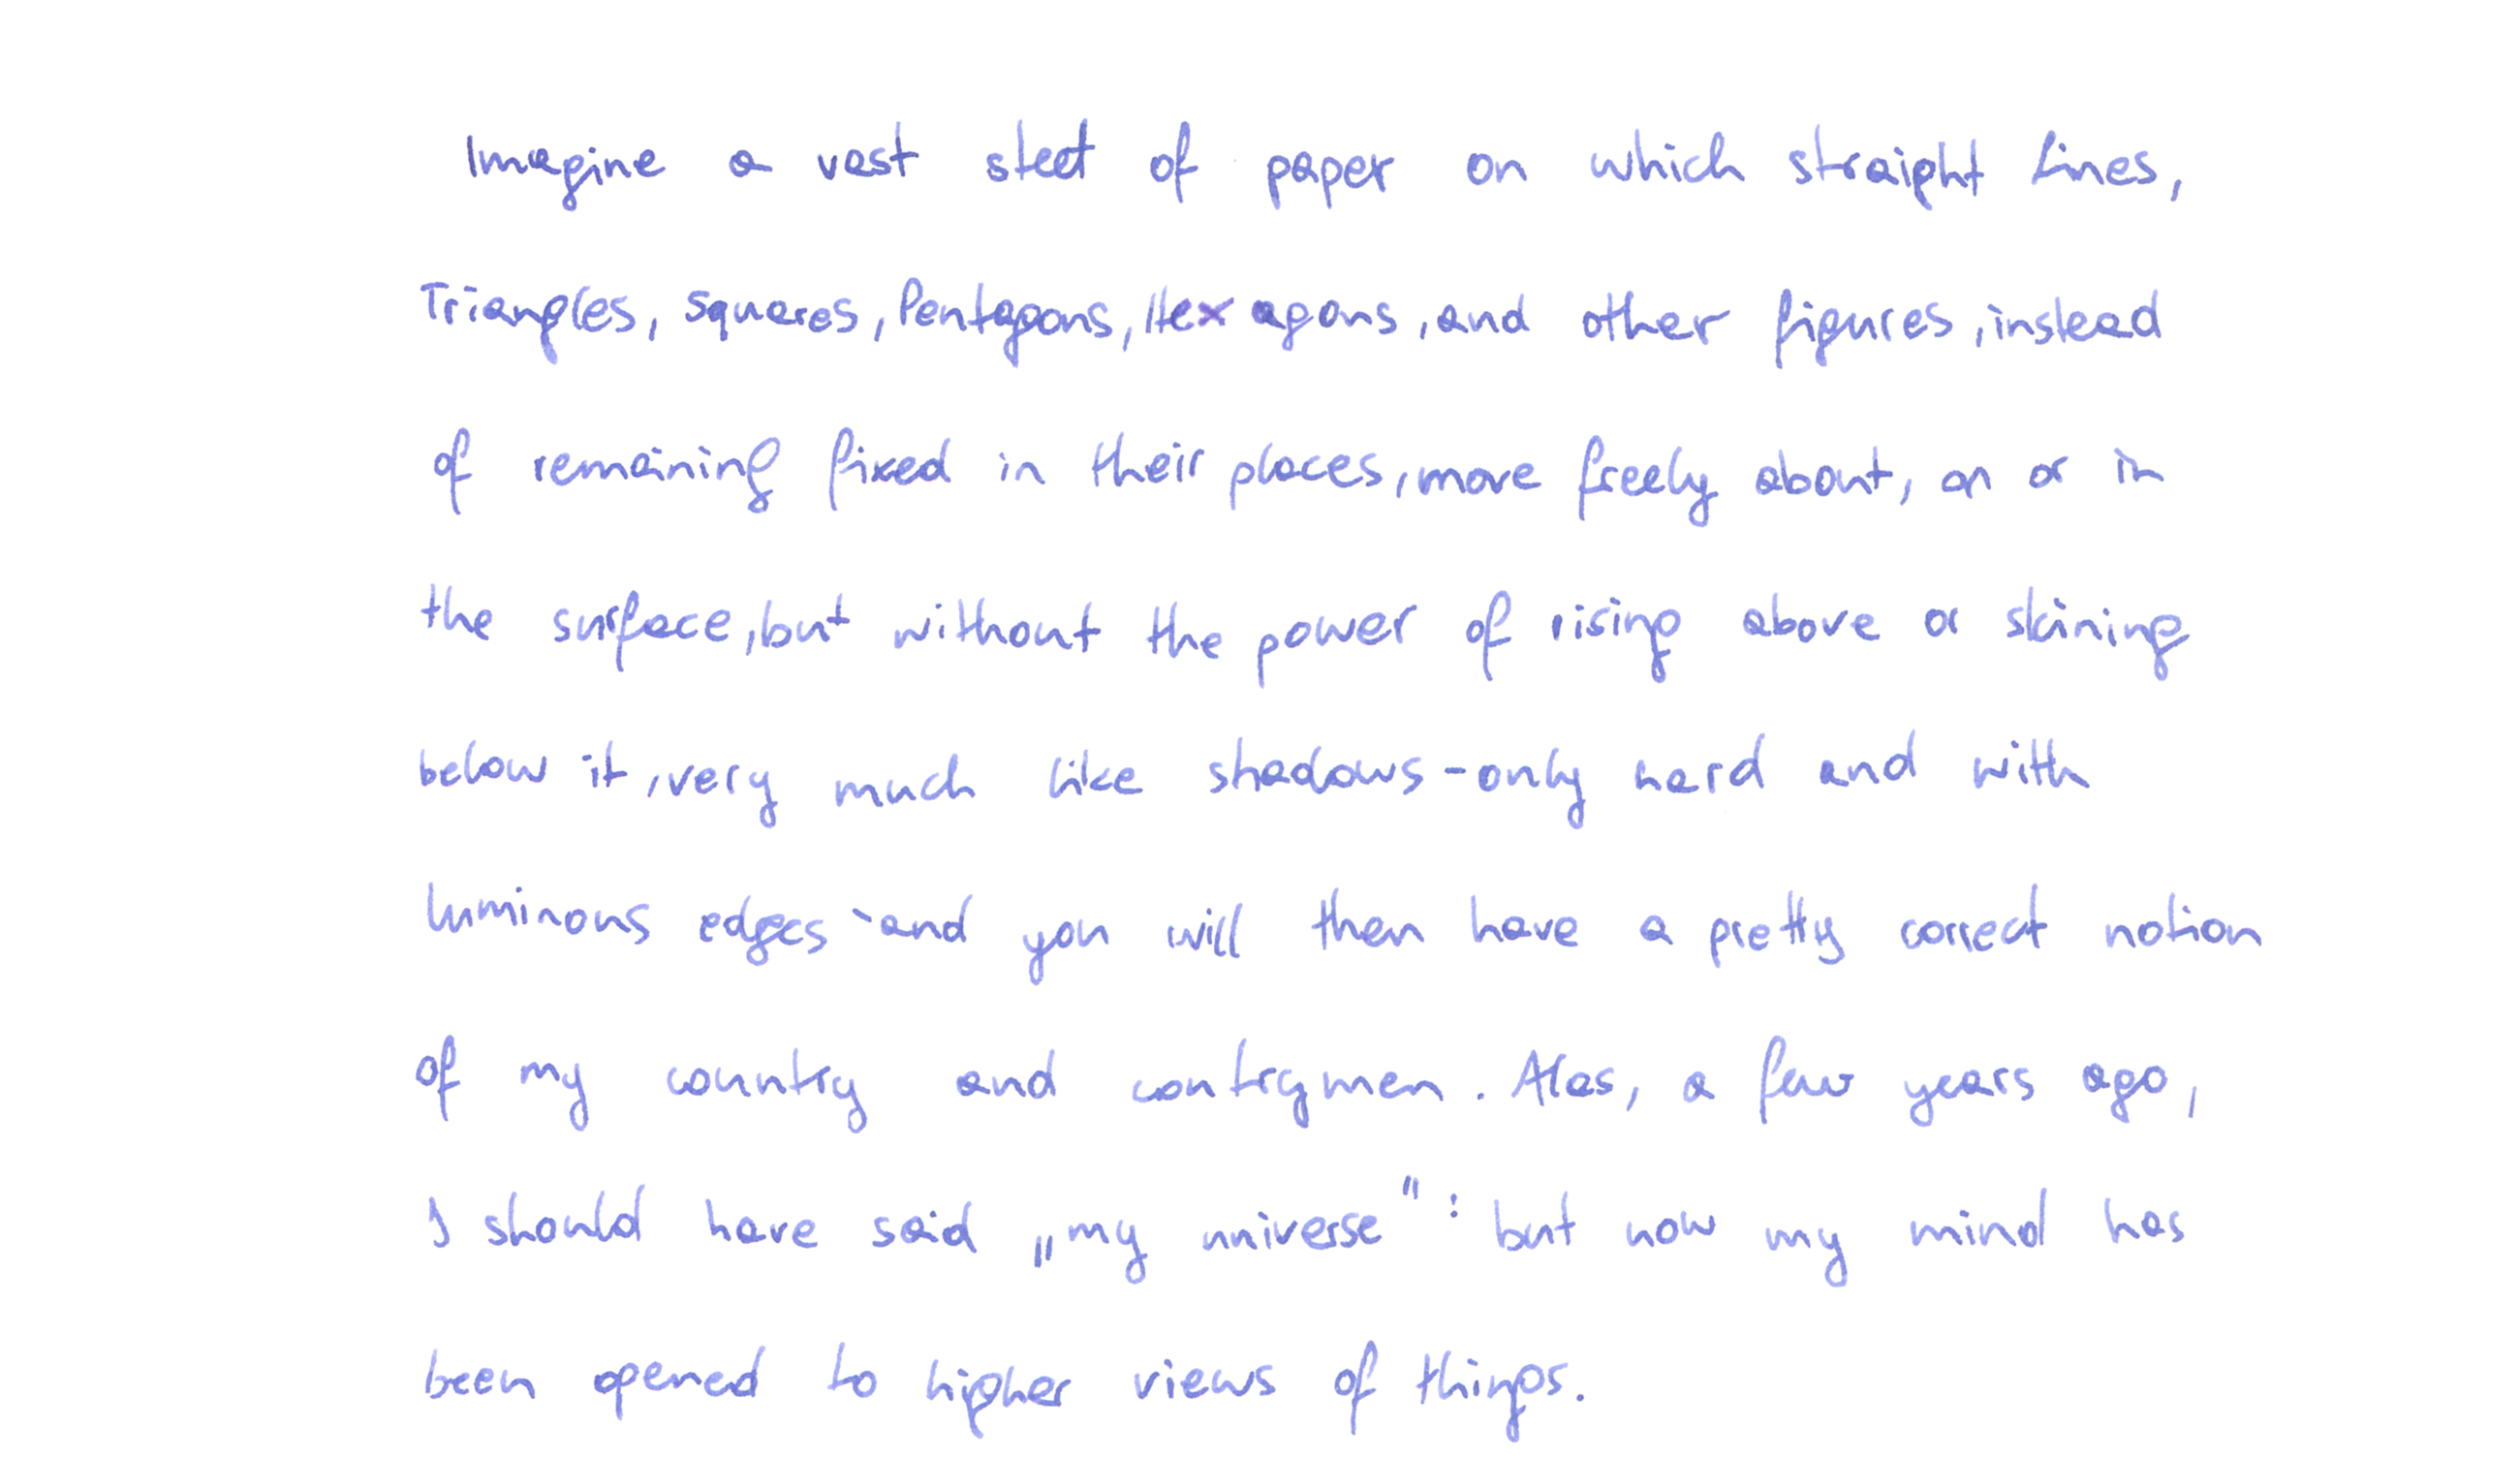 Imagine a vast steet of paper on which straight Lines,
Triangles, Squares, Pentagons, Hexagons, and other figures, instead
of remaining fixed in their places, move freely about, on or in
the surface, but without the power of rising above or skining
below it, very much like shadows - only hard and with
luminous edges - and you will then have a pretty correct notion
of my country and contrymen. Alas, a few years ago,
I should have said „my universe": but now my mind has
been opened to higher views of things.